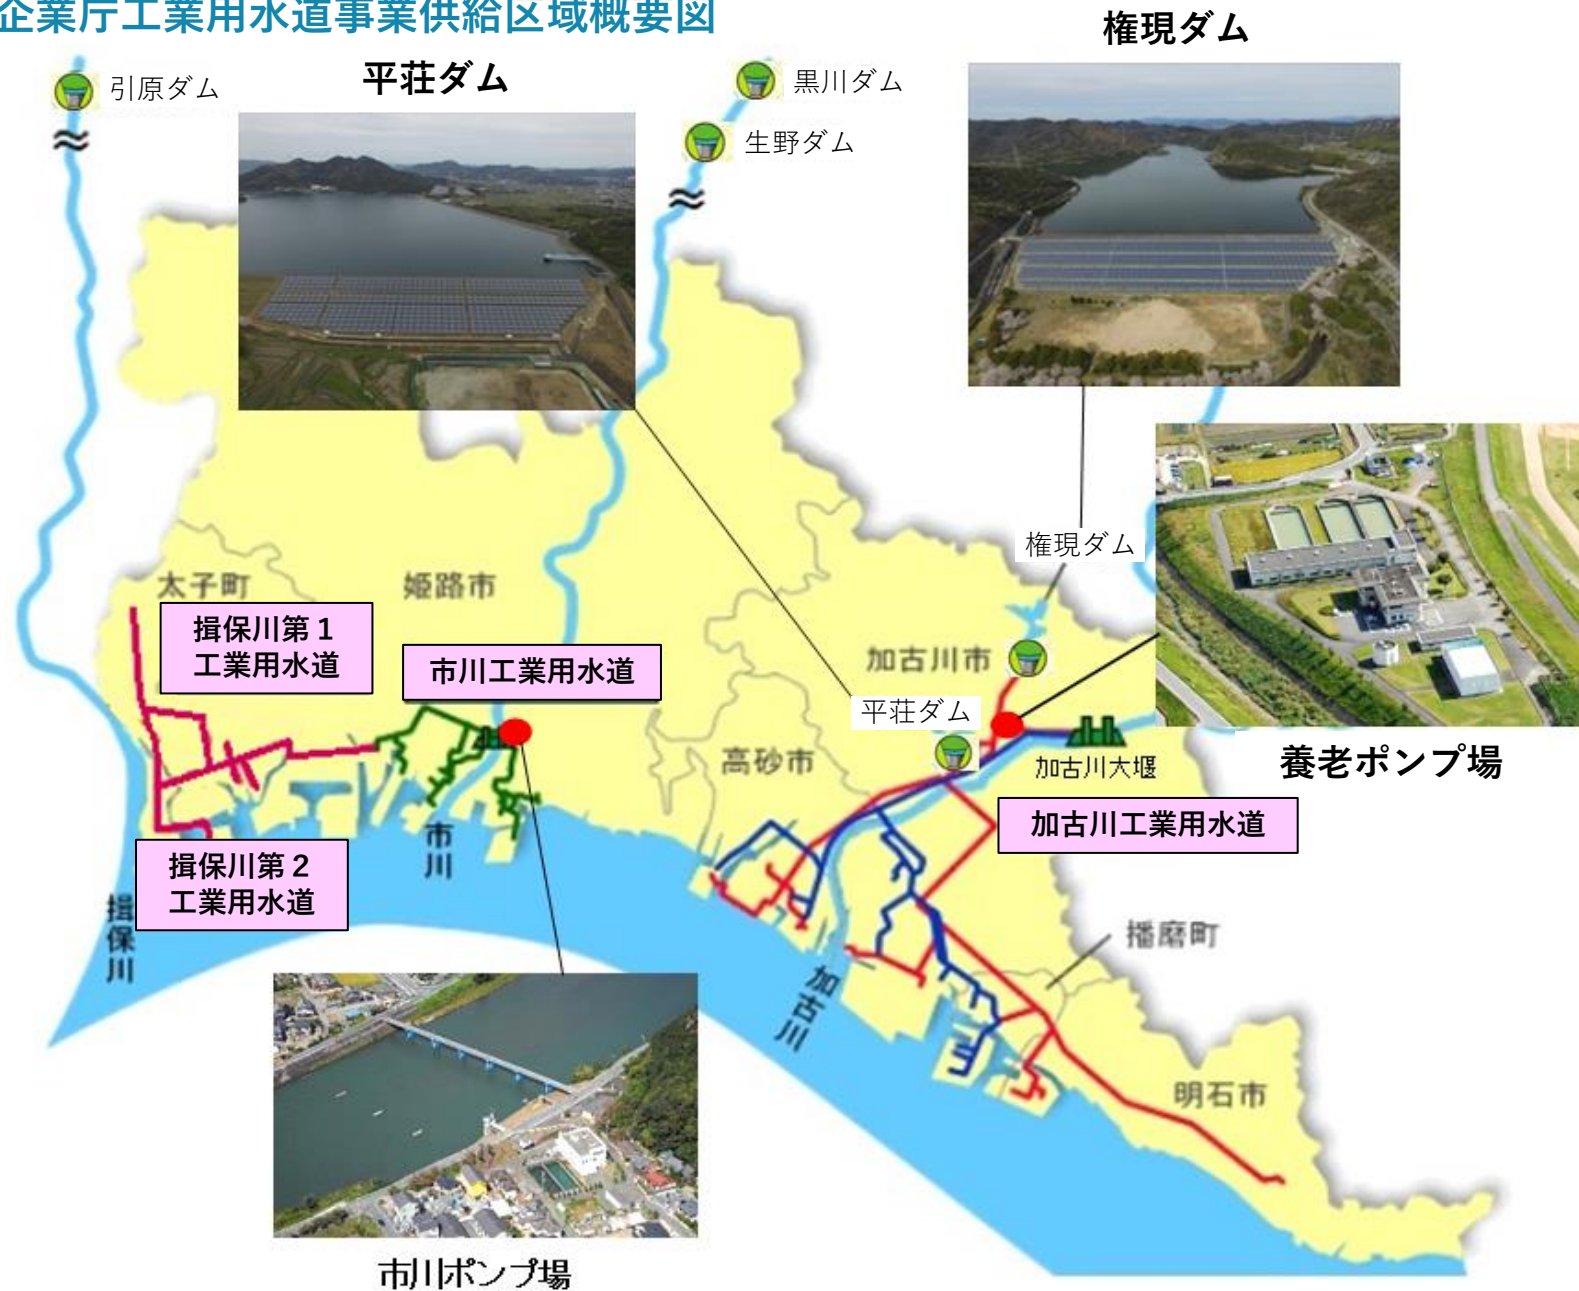 企業庁工業用水道事業供給区域概要図
権現ダム
平荘ダム
引原ダム
黒川ダム
生野ダム
権現ダム
太子町
姫路市
揖保川第1
工業用水道
市川工業用水道
加古川市
平荘ダム
高砂市
加古川大堰
養老ポンプ場
加古川工業用水道
市川
揖保川第2
工業用水道
揖保川
播磨町
加古川
明石市
市川ポンプ場